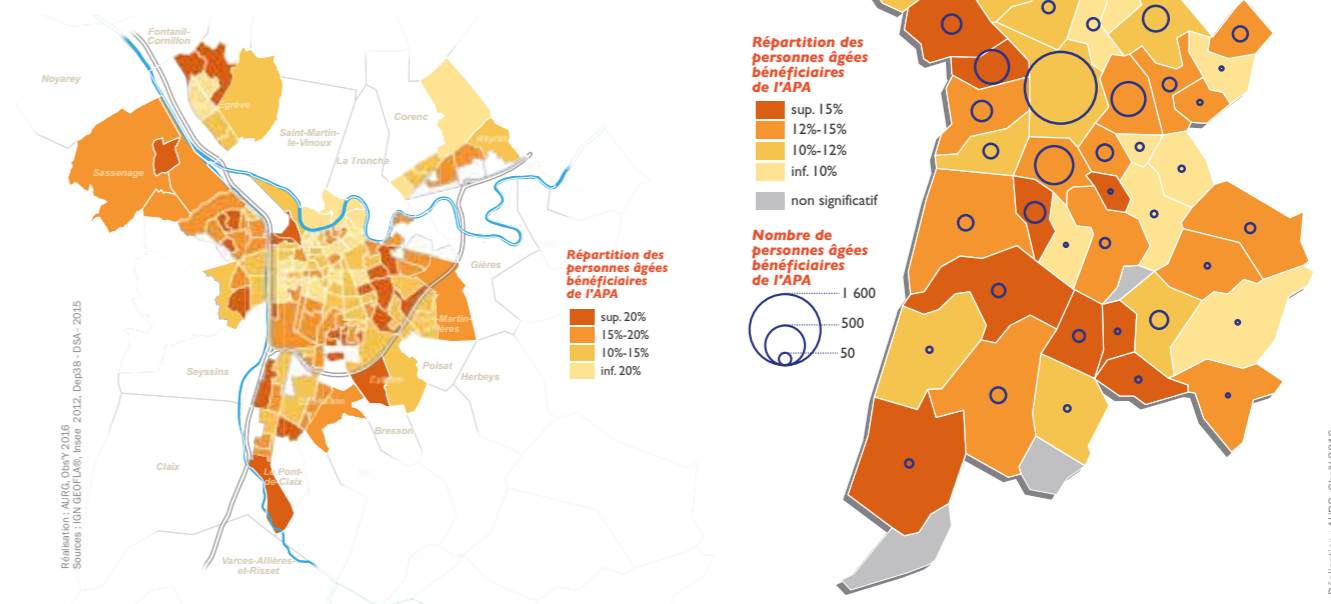 Fontanil-
Cornillon
Noyarey
Egrève
Saint-Martin-
le-Vinoux
Corenc
La Tronche
Meylan
Sassenage
Gières
Seyssins
Poisat
Herbeys
Eybens
Bresson
Claix
Le Pont-
de-Claix
Varces-Allières-
et-Risset
Réalisation : AURG, Obs'Y 2016
Sources : IGN GEOFLA®, Insee 2012, Dep38 - DSA - 2015
Répartition des
personnes âgées
bénéficiaires
de l'APA
sup. 20%
15%-20%
10%-15%
inf. 20%
Répartition des
personnes âgées
bénéficiaires
de l'APA
sup. 15%
12%-15%
10%-12%
inf. 10%
non significatif
Nombre de
personnes âgées
bénéficiaires
de l'APA
1 600
500
50